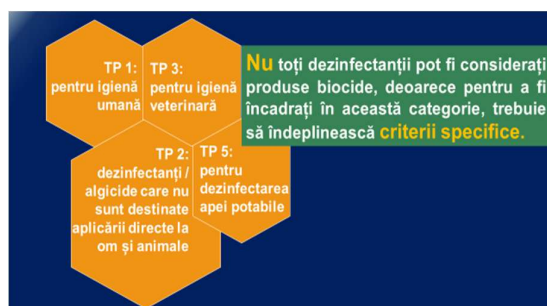 TP 1:
pentru igienă
umană
TP 3:
pentru igienă
veterinară
Nu toți dezinfectanții pot fi considerați
produse biocide, deoarece pentru a fi
încadrați în această categorie, trebuie
să îndeplinească criterii specifice.
TP 2:
dezinfectanți /
algicide care nu
sunt destinate
aplicării directe la
om și animale
TP 5:
pentru
dezinfectarea
apei potabile